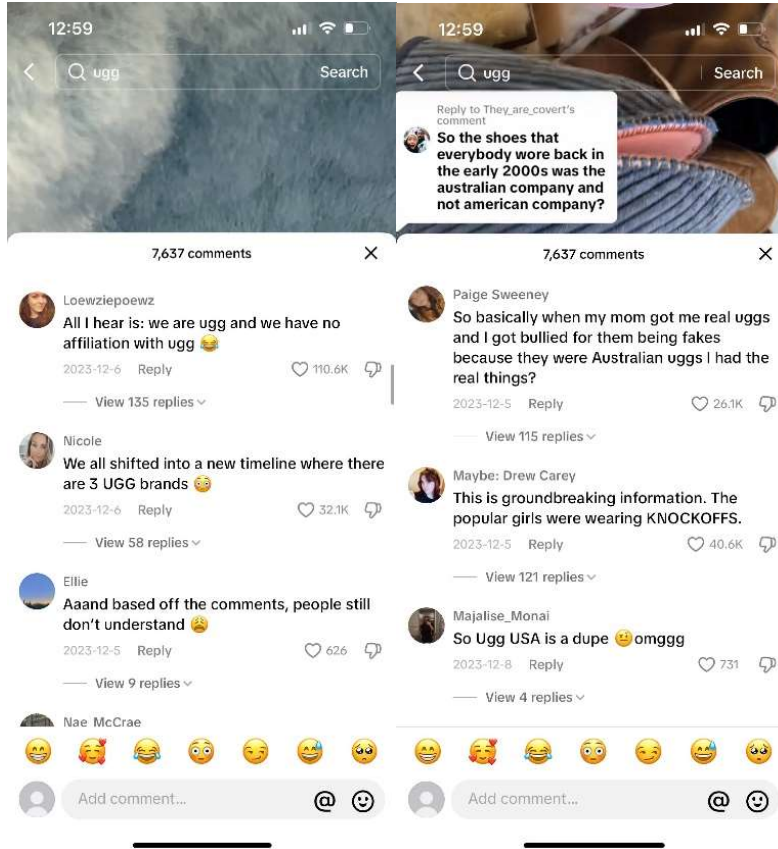 12:59
ugg
Search
7,637 comments
Loewziepoewz
All I hear is: we are ugg and we have no
affiliation with ugg 😂
2023-12-6 Reply
110.6K
View 135 replies
Nicole
We all shifted into a new timeline where there
are 3 UGG brands 😳
2023-12-6 Reply
32.1K
View 58 replies
Ellie
Aaand based off the comments, people still
don't understand 😩
2023-12-5 Reply
626
View 9 replies
Nae McCrae
😁🥰😂😳😏😅🥺
Add comment...
@
12:59
ugg
Search
Reply to They_are_covert's
comment
So the shoes that
everybody wore back in
the early 2000s was the
australian company and
not american company?
7,637 comments
Paige Sweeney
So basically when my mom got me real uggs
and I got bullied for them being fakes
because they were Australian uggs I had the
real things?
2023-12-5 Reply
26.1K
View 115 replies
Maybe: Drew Carey
This is groundbreaking information. The
popular girls were wearing KNOCKOFFS.
2023-12-5 Reply
40.6K
View 121 replies
Majalise_Monai
So Ugg USA is a dupe 🤨omggg
2023-12-8 Reply
731
View 4 replies
😁🥰😂😳😏😅🥺
Add comment...
@